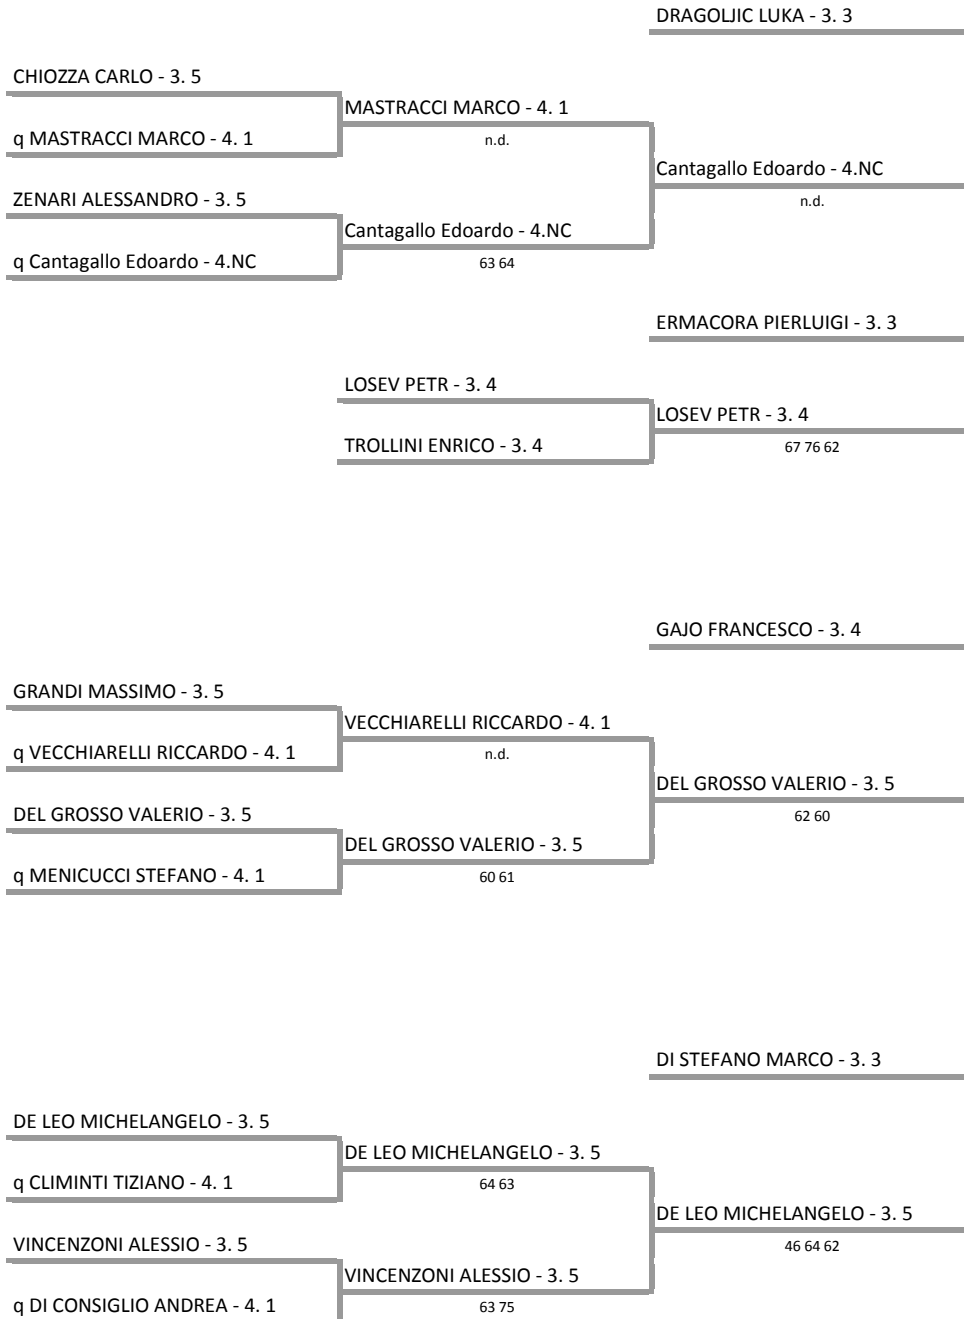 DRAGOLJIC LUKA - 3. 3
CHIOZZA CARLO - 3. 5
MASTRACCI MARCO - 4. 1
q MASTRACCI MARCO - 4. 1
n.d.
Cantagallo Edoardo - 4.NC
ZENARI ALESSANDRO - 3. 5
n.d.
Cantagallo Edoardo - 4.NC
q Cantagallo Edoardo - 4.NC
63 64
ERMACORA PIERLUIGI - 3. 3
LOSEV PETR - 3. 4
LOSEV PETR - 3. 4
TROLLINI ENRICO - 3. 4
67 76 62
GAJO FRANCESCO - 3. 4
GRANDI MASSIMO - 3. 5
VECCHIARELLI RICCARDO - 4. 1
q VECCHIARELLI RICCARDO - 4. 1
n.d.
DEL GROSSO VALERIO - 3. 5
DEL GROSSO VALERIO - 3. 5
62 60
DEL GROSSO VALERIO - 3. 5
q MENICUCCI STEFANO - 4. 1
60 61
DI STEFANO MARCO - 3. 3
DE LEO MICHELANGELO - 3. 5
DE LEO MICHELANGELO - 3. 5
q CLIMINTI TIZIANO - 4. 1
64 63
DE LEO MICHELANGELO - 3. 5
VINCENZONI ALESSIO - 3. 5
46 64 62
VINCENZONI ALESSIO - 3. 5
q DI CONSIGLIO ANDREA - 4. 1
63 75